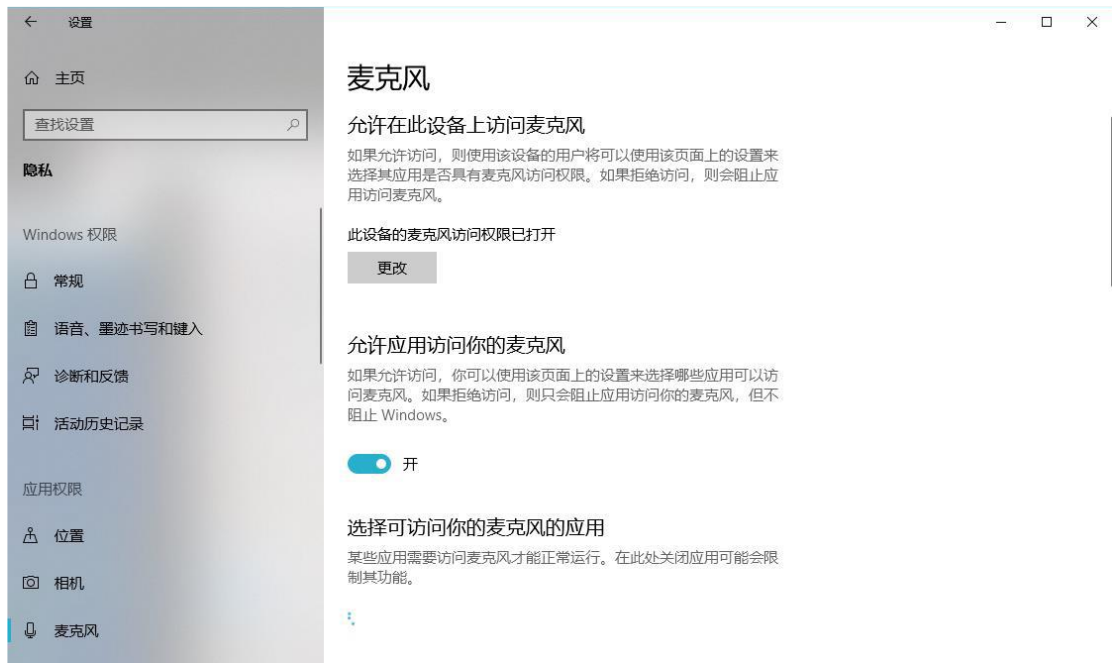 设置
主页
查找设置
隐私
Windows 权限
常规
语音、墨迹书写和键入
诊断和反馈
活动历史记录
应用权限
位置
相机
麦克风
麦克风
允许在此设备上访问麦克风
如果允许访问，则使用该设备的用户将可以使用该页面上的设置来
选择其应用是否具有麦克风访问权限。如果拒绝访问，则会阻止应
用访问麦克风。
此设备的麦克风访问权限已打开
更改
允许应用访问你的麦克风
如果允许访问，你可以使用该页面上的设置来选择哪些应用可以访
问麦克风。如果拒绝访问，则只会阻止应用访问你的麦克风，但不
阻止 Windows。
开
选择可访问你的麦克风的应用
某些应用需要访问麦克风才能正常运行。在此处关闭应用可能会限
制其功能。